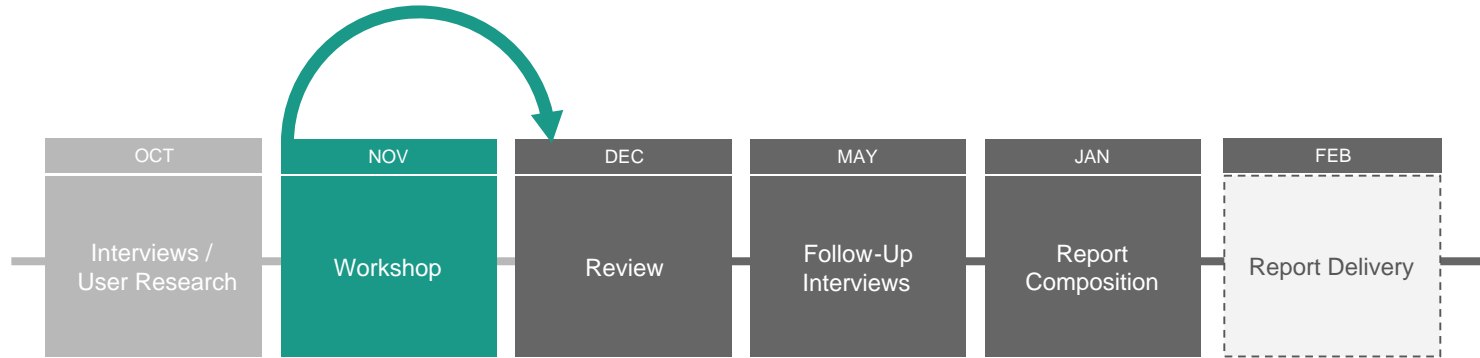 OCT
NOV
DEC
MAY
JAN
FEB
Interviews /
User Research
Workshop
Review
Follow-Up
Interviews
Report
Composition
Report Delivery